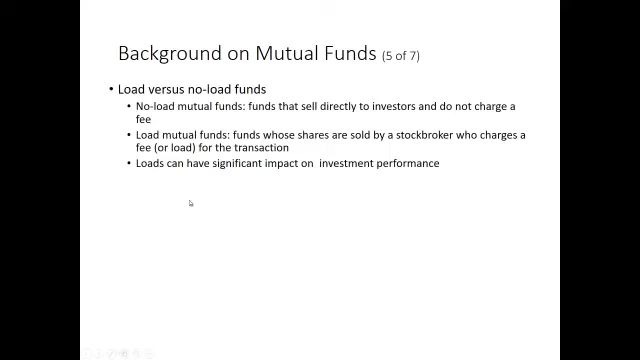 Background on Mutual Funds (5 of 7)
• Load versus no-load funds
• No-load mutual funds: funds that sell directly to investors and do not charge a
fee
• Load mutual funds: funds whose shares are sold by a stockbroker who charges a
fee (or load) for the transaction
• Loads can have significant impact on investment performance